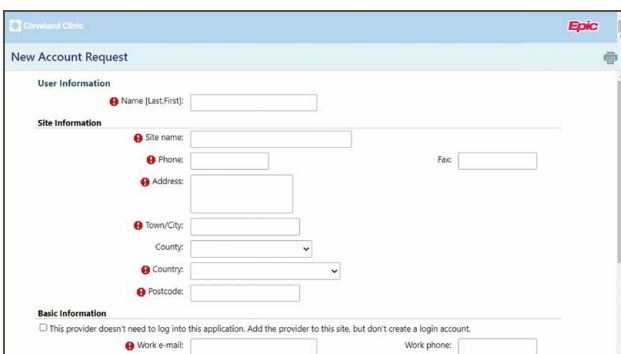 Cleveland Clinic
Epic
New Account Request
User Information
Name [Last,First]:
Site Information
Site name:
Phone: Fax:
Address:
Town/City:
County:
Country:
Postcode:
Basic Information
This provider doesn't need to log into this application. Add the provider to this site, but don't create a login account.
Work e-mail: Work phone: